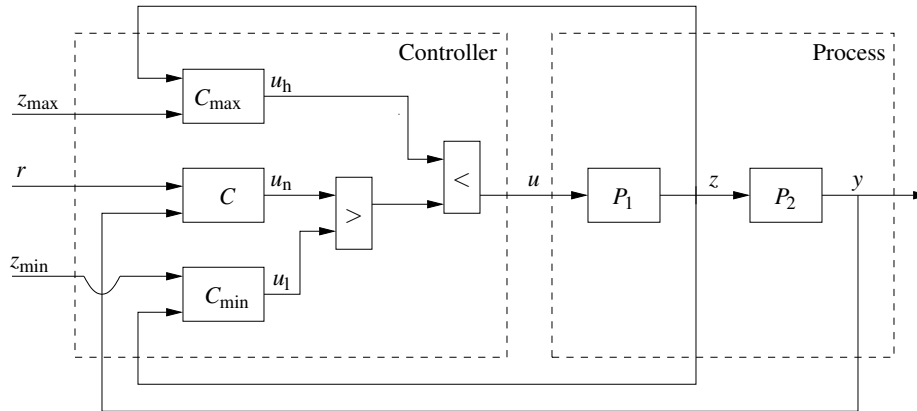 Controller
Process
z_max
C_max
u_h
r
C
u_n
>
<
u
P_1
z
P_2
y
z_min
C_min
u_l